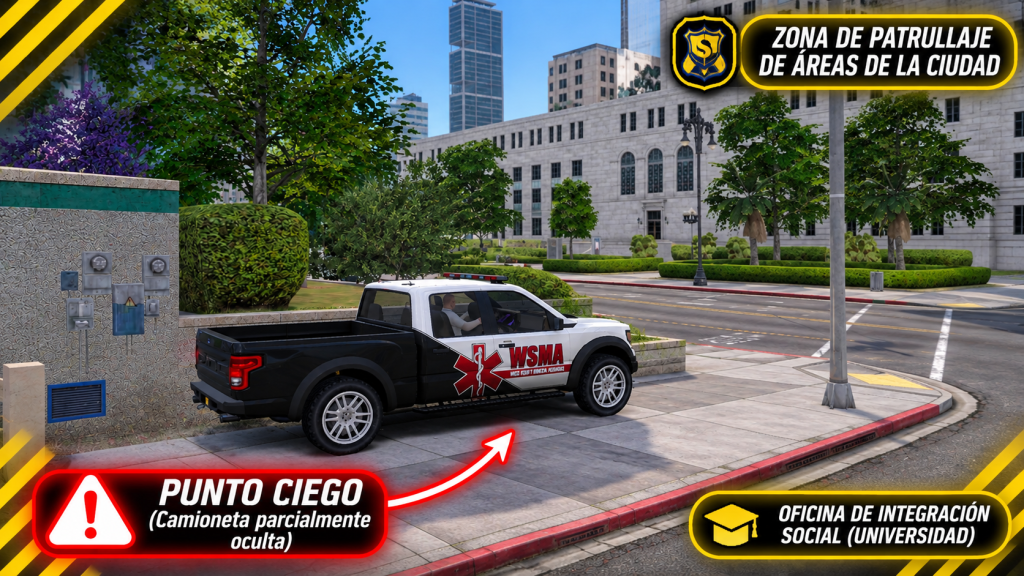 ZONA DE PATRULLAJE
DE ÁREAS DE LA CIUDAD
S
WSMA
PUNTO CIEGO
(Camioneta parcialmente
oculta)
OFICINA DE INTEGRACIÓN
SOCIAL (UNIVERSIDAD)